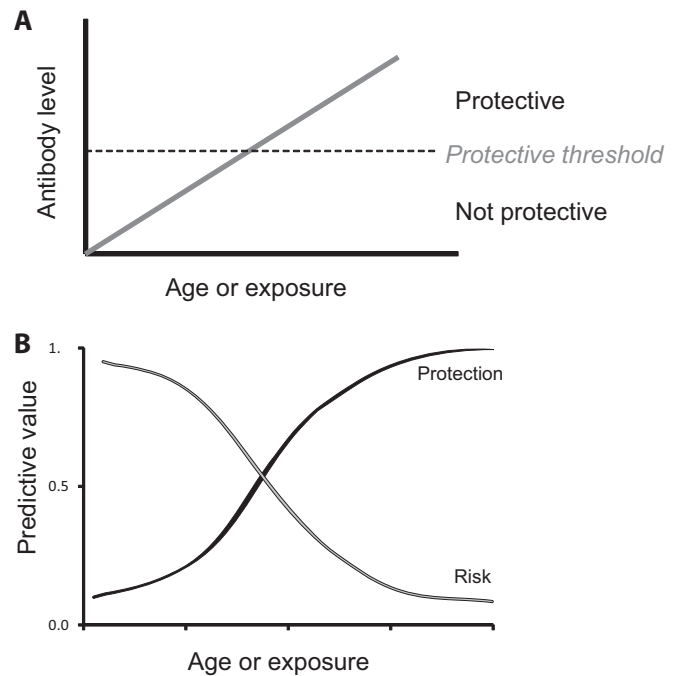 A
Antibody level
Protective
Protective threshold
Not protective
Age or exposure
B
Predictive value
1.
Protection
0.5
Risk
0.0
Age or exposure